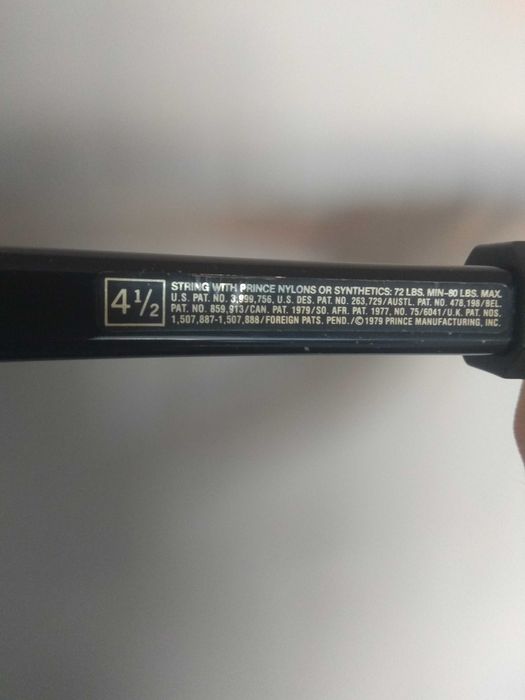 4 1/2
STRING WITH PRINCE NYLONS OR SYNTHETICS: 72 LBS. MIN–80 LBS. MAX.
U.S. PAT. NO. 3,999,756, U.S. DES. PAT. NO. 263,729/AUSTL. PAT. NO. 478,198/BEL.
PAT. NO. 859,913/CAN. PAT. 1979/SO. AFR. PAT. 1977, NO. 75/6041/U.K. PAT. NOS.
1,507,887-1,507,888/FOREIGN PATS. PEND./©1979 PRINCE MANUFACTURING, INC.